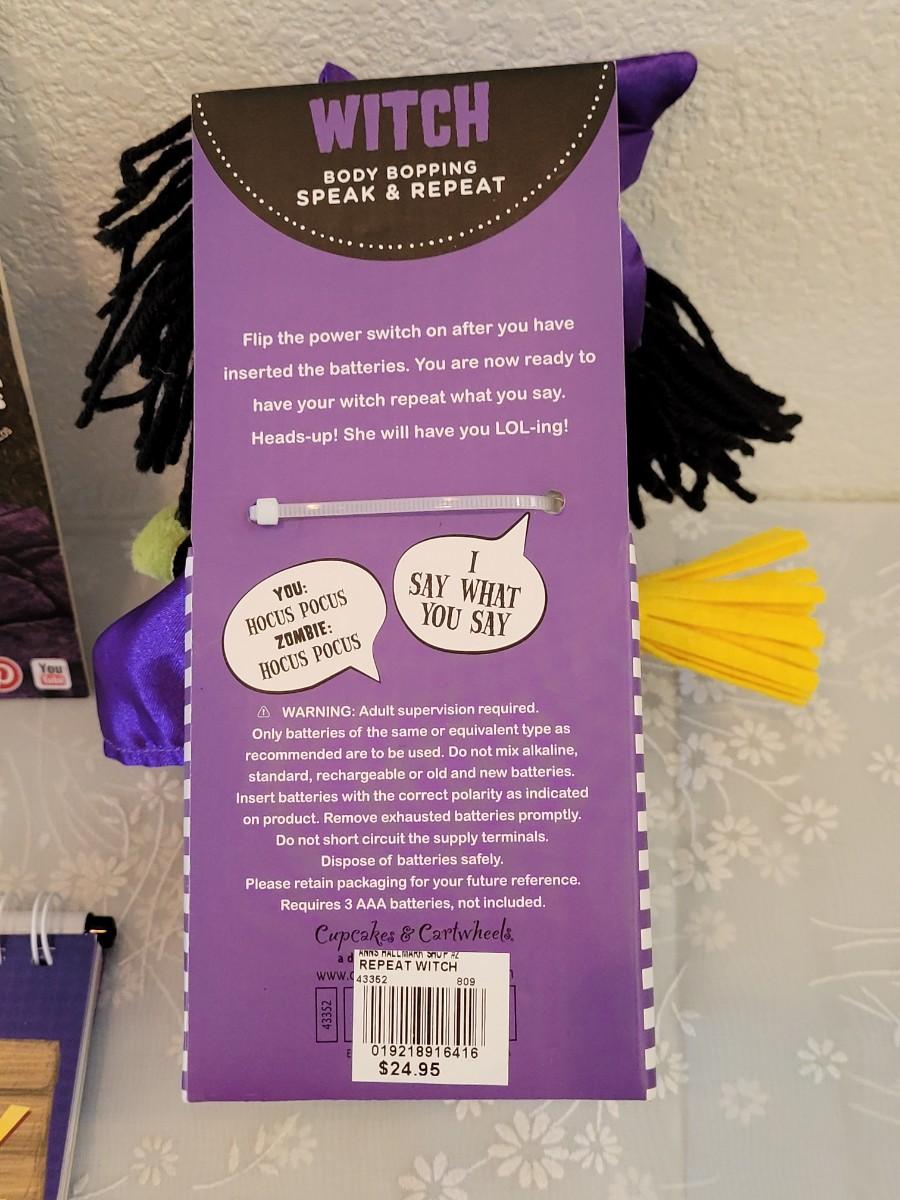 WITCH
BODY BOPPING
SPEAK & REPEAT
Flip the power switch on after you have
inserted the batteries. You are now ready to
have your witch repeat what you say.
Heads-up! She will have you LOL-ing!
YOU:
HOCUS POCUS
ZOMBIE:
HOCUS POCUS
I
SAY WHAT
YOU SAY
You
⚠ WARNING: Adult supervision required.
Only batteries of the same or equivalent type as
recommended are to be used. Do not mix alkaline,
standard, rechargeable or old and new batteries.
Insert batteries with the correct polarity as indicated
on product. Remove exhausted batteries promptly.
Do not short circuit the supply terminals.
Dispose of batteries safely.
Please retain packaging for your future reference.
Requires 3 AAA batteries, not included.
Cupcakes & Cartwheels
a d
ANNS HALLMARK SHOP #2
REPEAT WITCH
www.
43352 809
43352
019218916416
$24.95